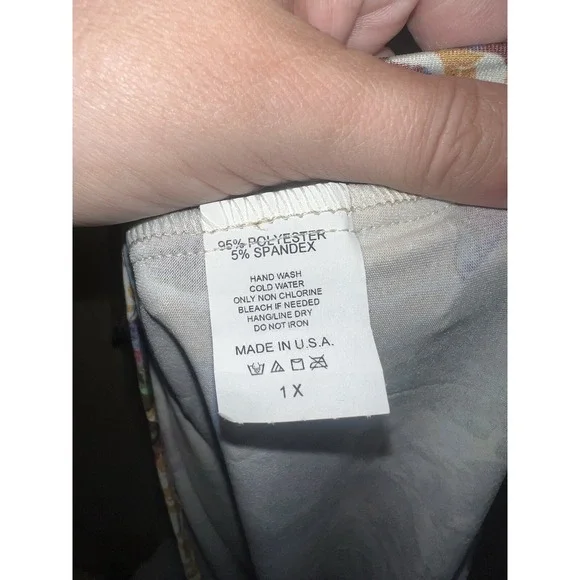 95% POLYESTER
5% SPANDEX
HAND WASH
COLD WATER
ONLY NON CHLORINE
BLEACH IF NEEDED
HANG/LINE DRY
DO NOT IRON
MADE IN U.S.A.
1 X